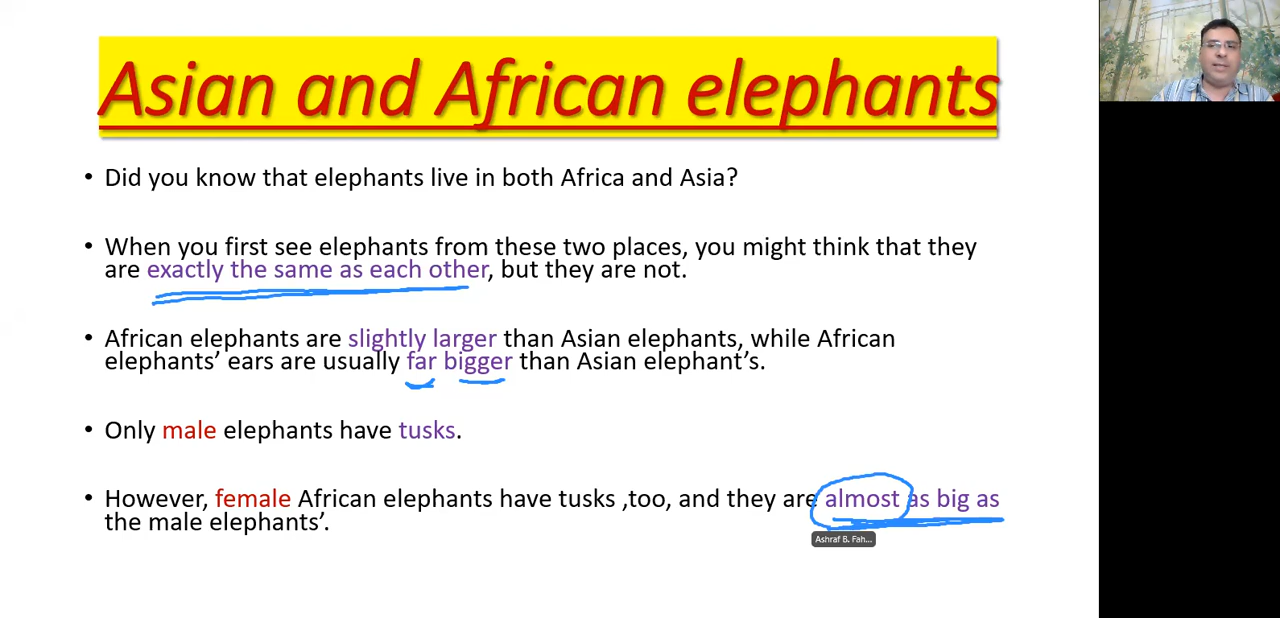 Asian and African elephants
• Did you know that elephants live in both Africa and Asia?
• When you first see elephants from these two places, you might think that they
are exactly the same as each other, but they are not.
• African elephants are slightly larger than Asian elephants, while African
elephants’ ears are usually far bigger than Asian elephant’s.
• Only male elephants have tusks.
• However, female African elephants have tusks ,too, and they are almost as big as
the male elephants’.
Ashraf B. Fah...